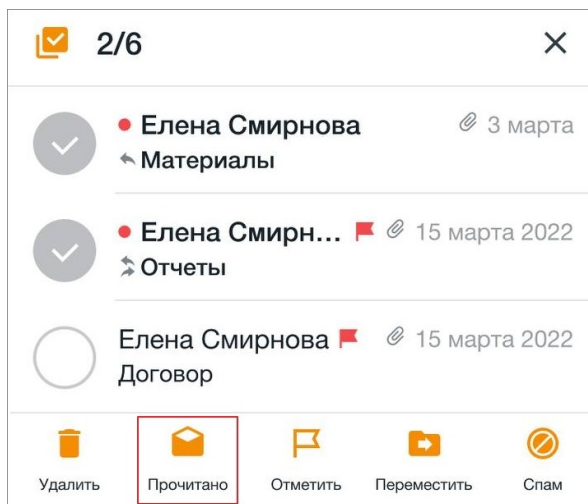 2/6
Елена Смирнова 3 марта
Материалы
Елена Смирн... 15 марта 2022
Отчеты
Елена Смирнова 15 марта 2022
Договор
Удалить Прочитано Отметить Переместить Спам